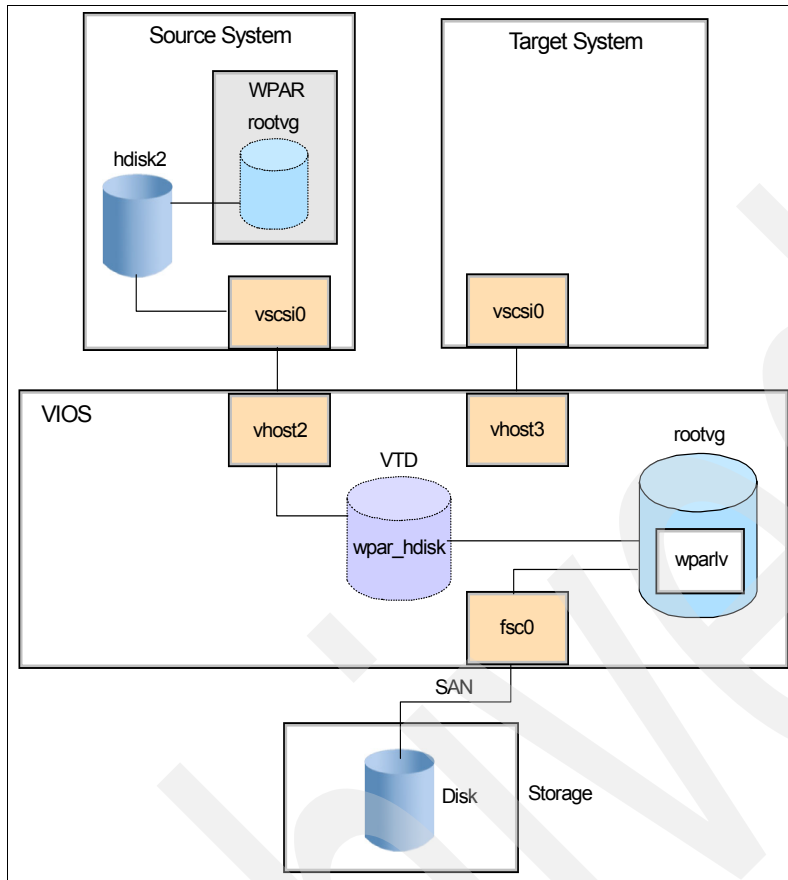 Source System
Target System
WPAR
rootvg
hdisk2
vscsi0
vscsi0
VIOS
vhost2
vhost3
rootvg
VTD
wpar_hdisk
wparlv
fsc0
SAN
Disk
Storage